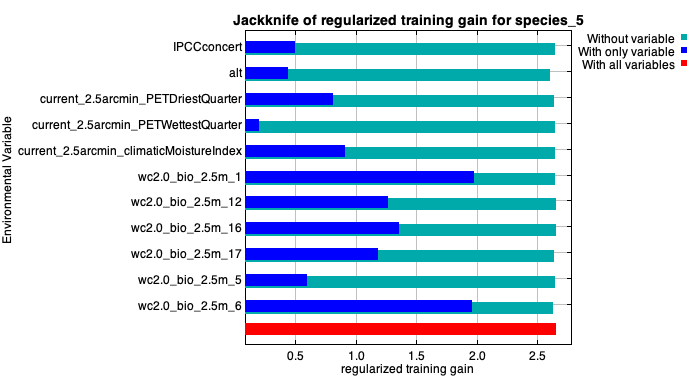 Jackknife of regularized training gain for species_5
Without variable
With only variable
With all variables
Environmental Variable
IPCCconcert
alt
current_2.5arcmin_PETDriestQuarter
current_2.5arcmin_PETWettestQuarter
current_2.5arcmin_climaticMoistureIndex
wc2.0_bio_2.5m_1
wc2.0_bio_2.5m_12
wc2.0_bio_2.5m_16
wc2.0_bio_2.5m_17
wc2.0_bio_2.5m_5
wc2.0_bio_2.5m_6
0.5 1.0 1.5 2.0 2.5
regularized training gain